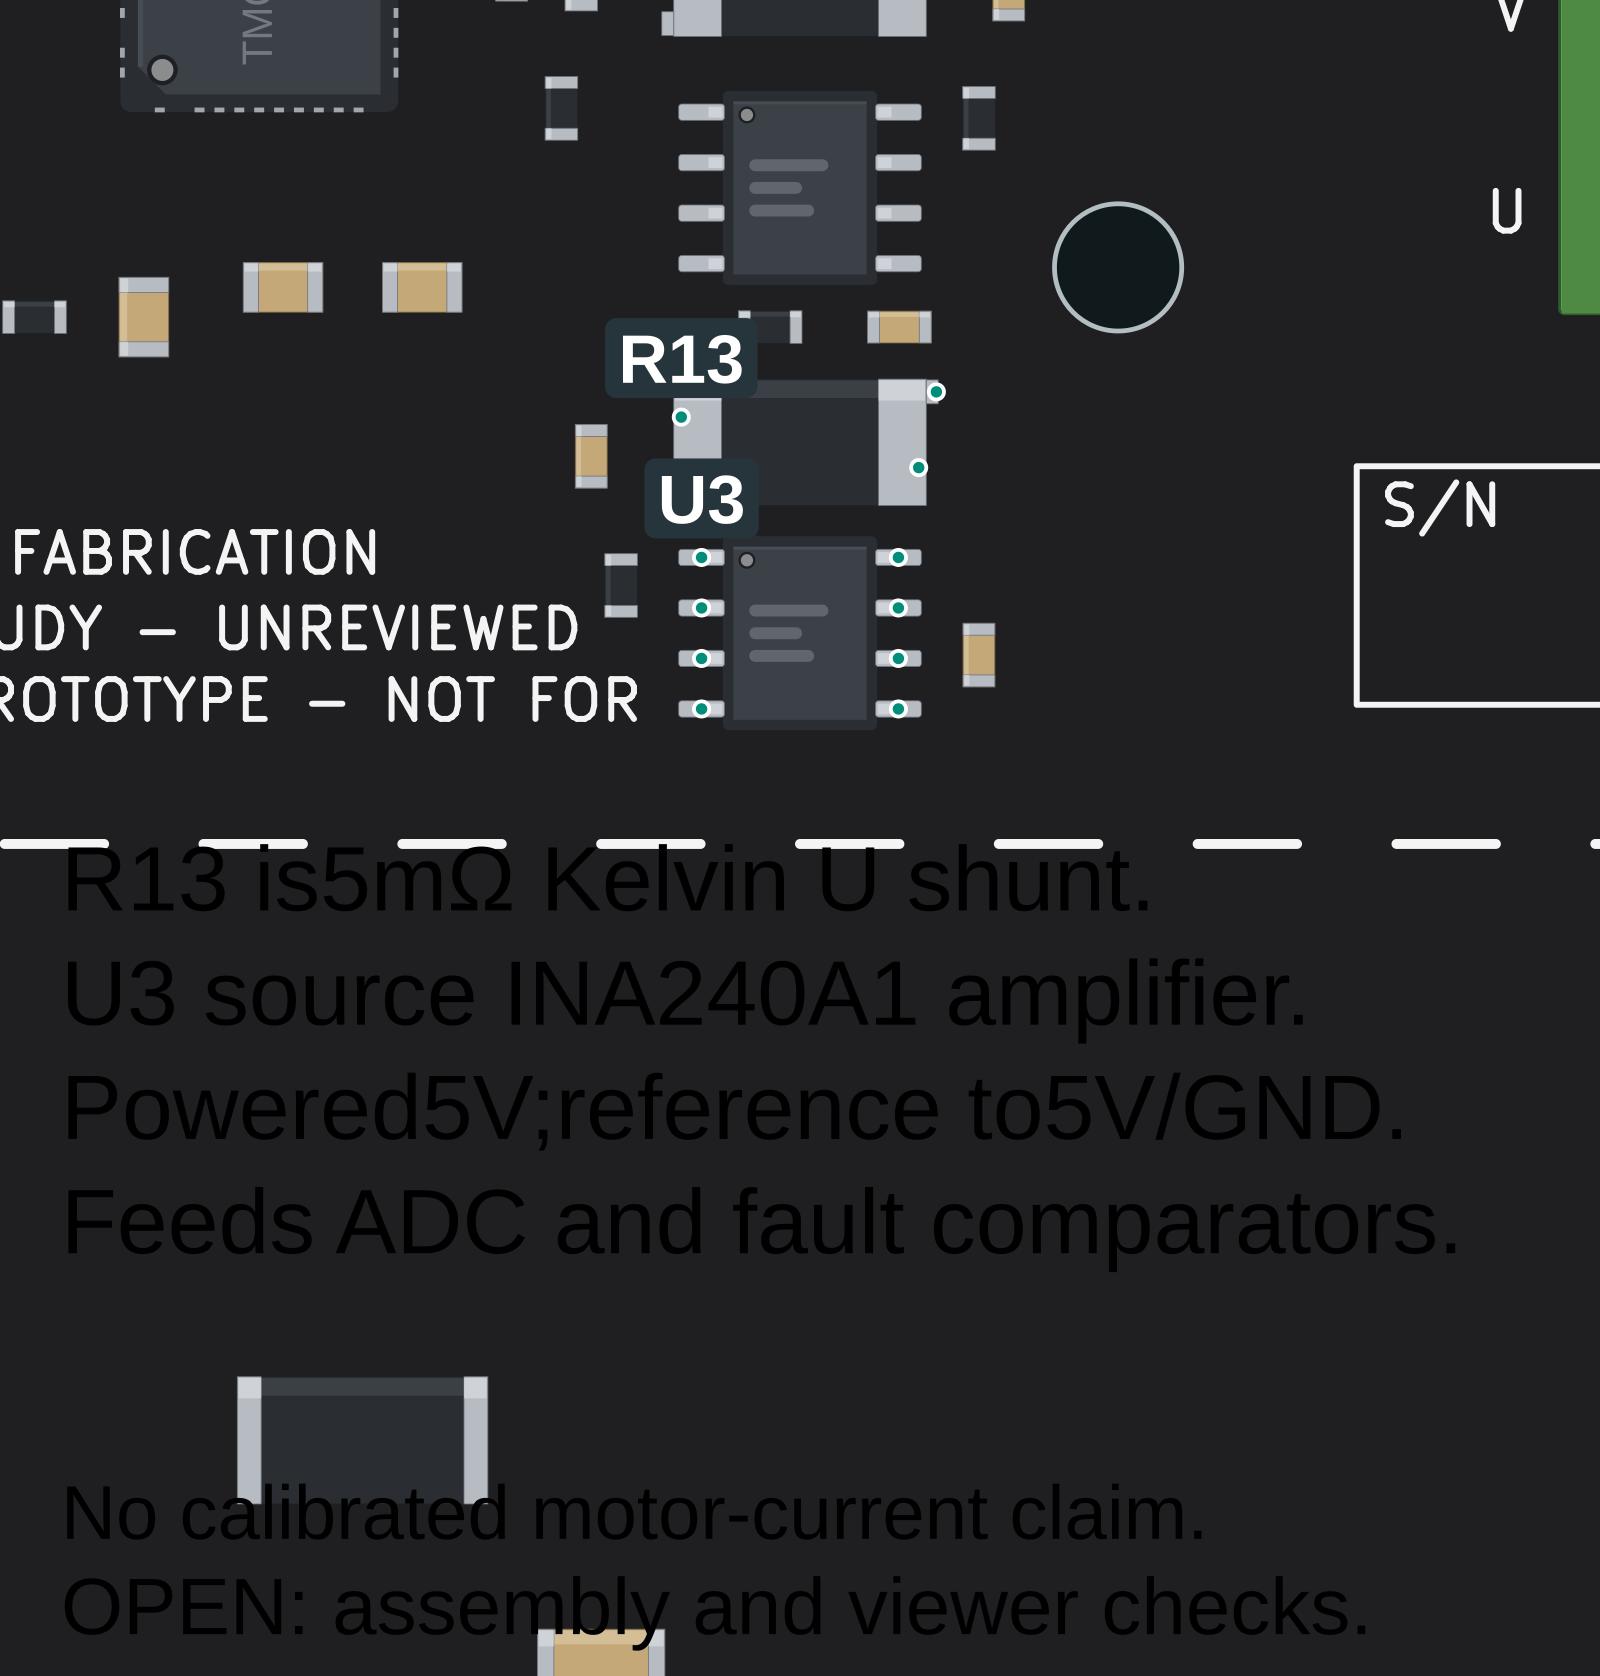 TMC
V
U
R13
U3
S/N
FABRICATION
UDY — UNREVIEWED
ROTOTYPE — NOT FOR
R13 is5mΩ Kelvin U shunt.
U3 source INA240A1 amplifier.
Powered5V;reference to5V/GND.
Feeds ADC and fault comparators.
No calibrated motor-current claim.
OPEN: assembly and viewer checks.